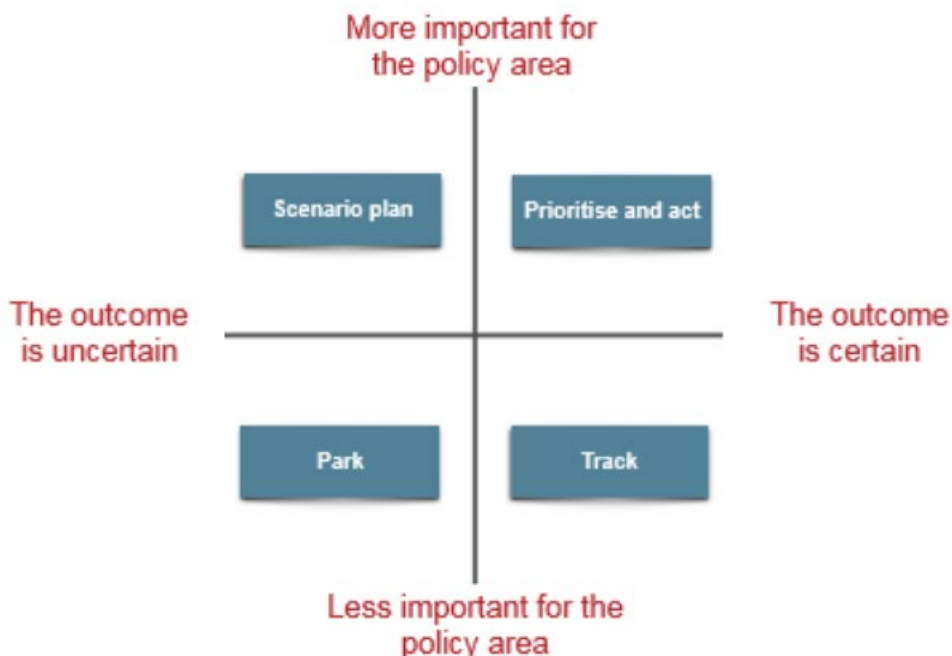 More important for
the policy area
Scenario plan
Prioritise and act
The outcome
is uncertain
The outcome
is certain
Park
Track
Less important for the
policy area